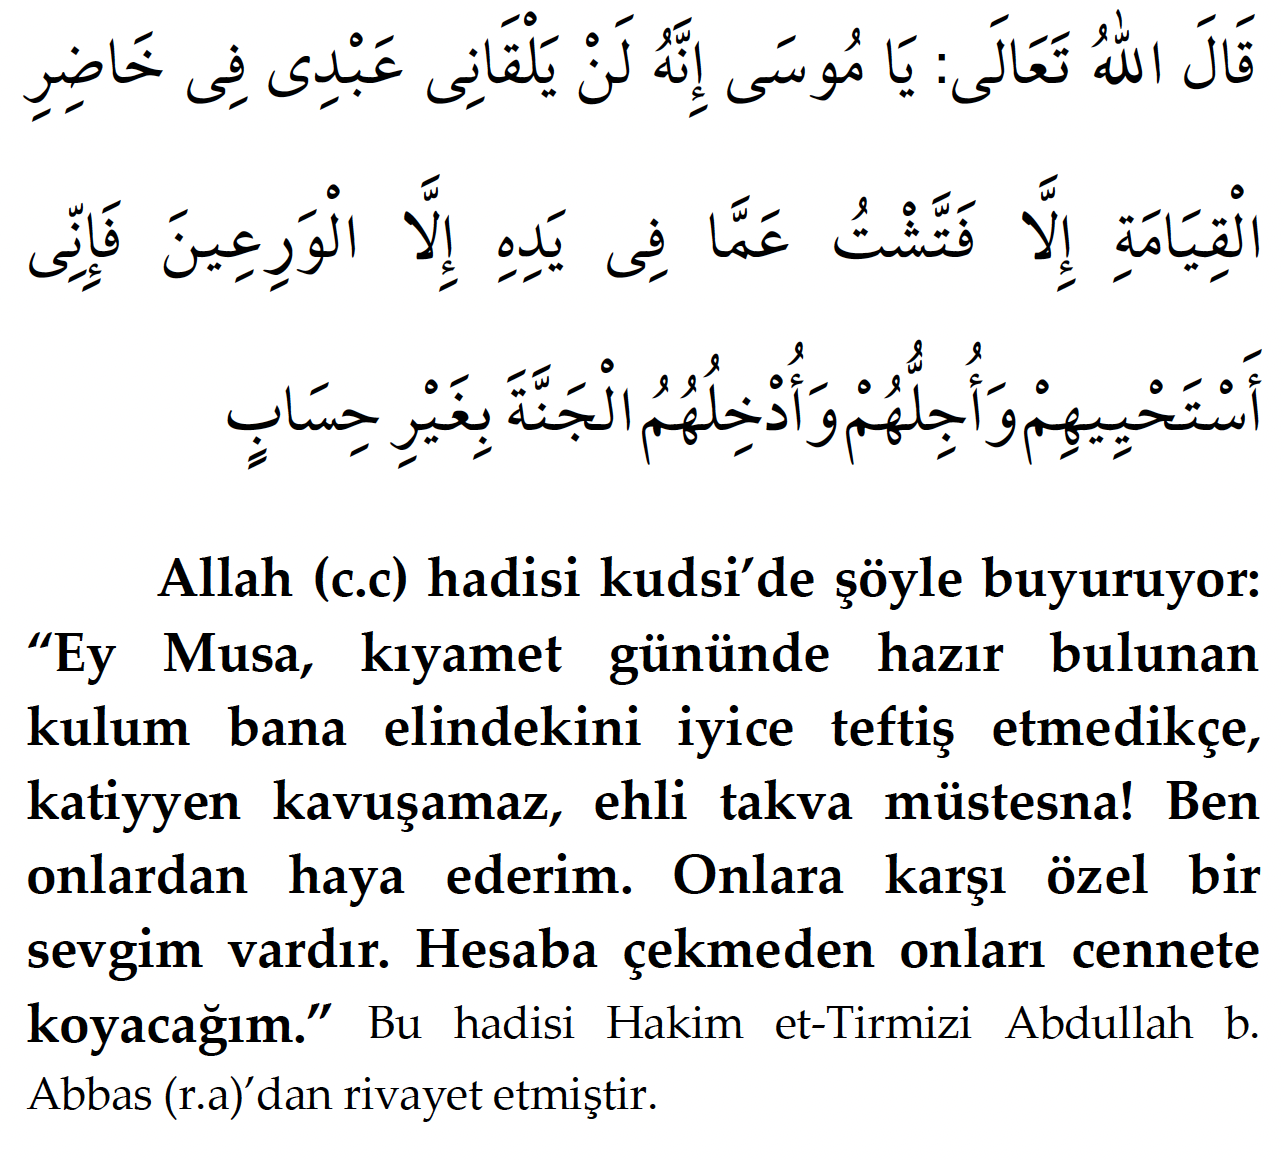 قَالَ اللهُ تَعَالَى: يَا مُوسَى إِنَّهُ لَنْ يَلْقَانِى عَبْدِى فِى خَاضِرِ
الْقِيَامَةِ إِلَّا فَتَّشْتُ عَمَّا فِى يَدِهِ إِلَّا الْوَرِعِينَ فَإِنِّى
أَسْتَحْيِيهِمْ وَأُجِلُّهُمْ وَأُدْخِلُهُمُ الْجَنَّةَ بِغَيْرِ حِسَابٍ
Allah (c.c) hadisi kudsi’de şöyle buyuruyor:
“Ey Musa, kıyamet gününde hazır bulunan
kulum bana elindekini iyice teftiş etmedikçe,
katiyyen kavuşamaz, ehli takva müstesna! Ben
onlardan haya ederim. Onlara karşı özel bir
sevgim vardır. Hesaba çekmeden onları cennete
koyacağım.” Bu hadisi Hakim et-Tirmizi Abdullah b.
Abbas (r.a)’dan rivayet etmiştir.